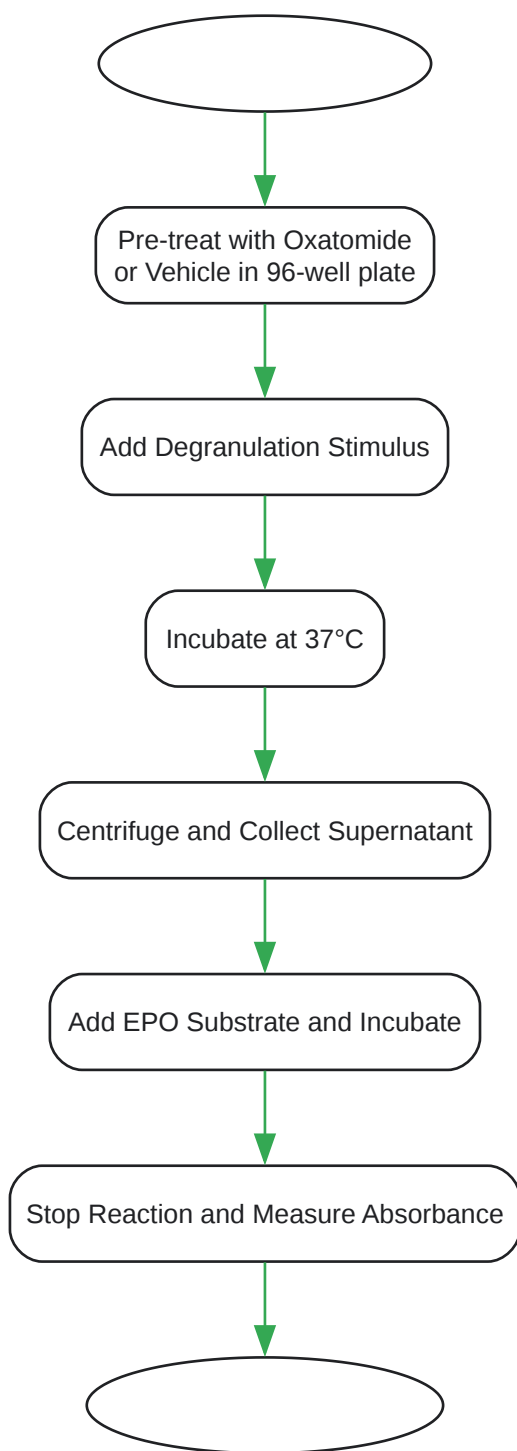 Pre-treat with Oxatomide
or Vehicle in 96-well plate
Add Degranulation Stimulus
Incubate at 37°C
Centrifuge and Collect Supernatant
Add EPO Substrate and Incubate
Stop Reaction and Measure Absorbance